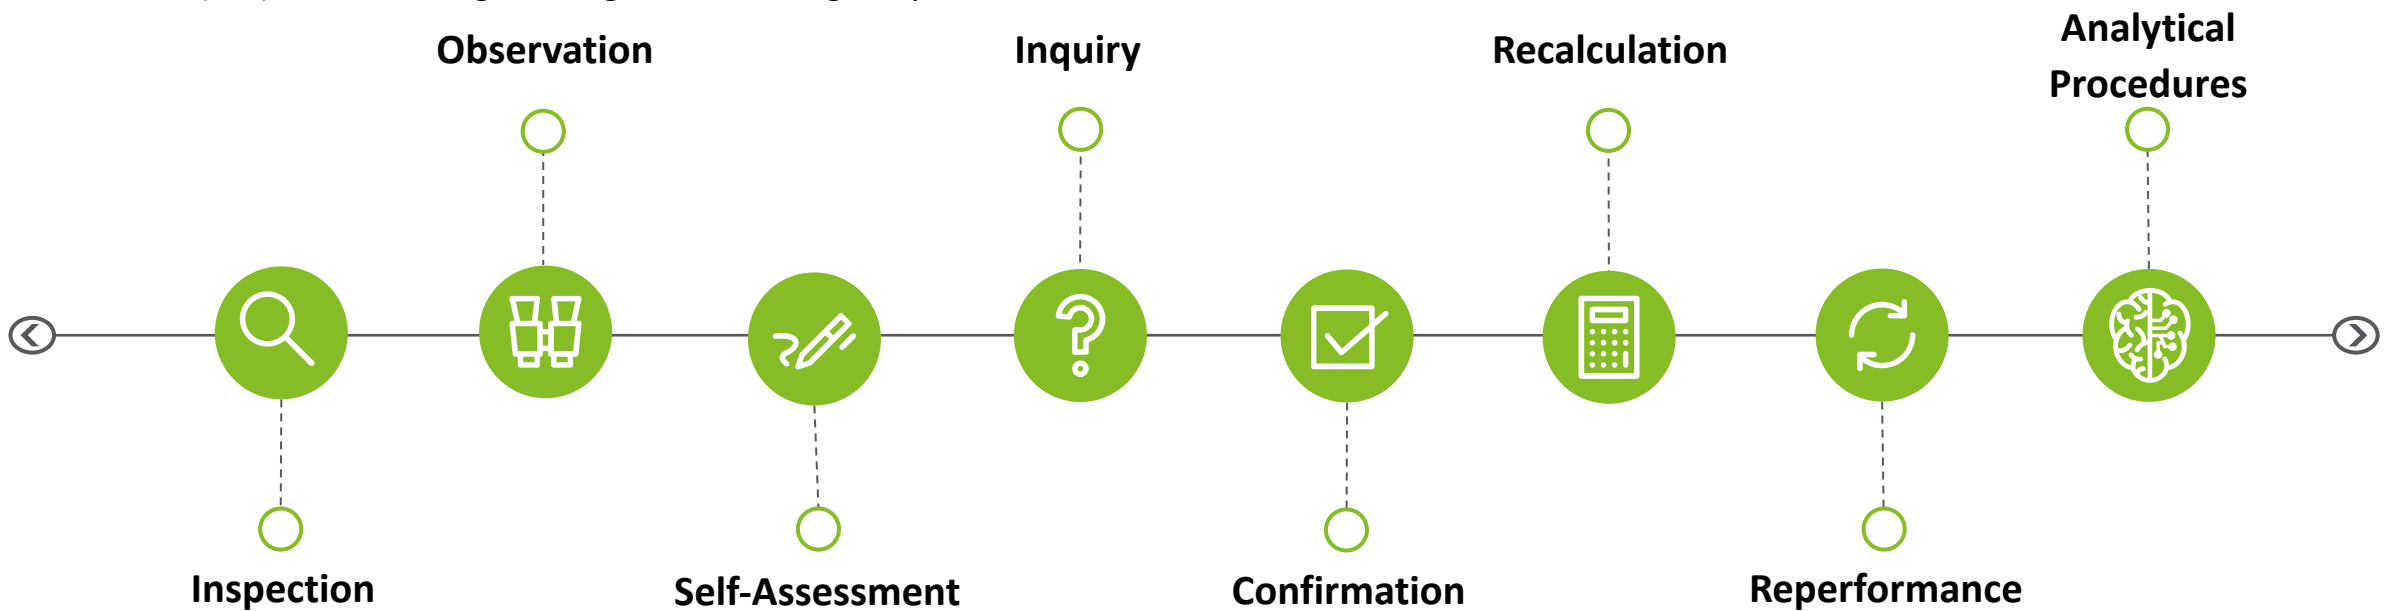 Observation
Inquiry
Recalculation
Analytical
Procedures
Inspection
Self-Assessment
Confirmation
Reperformance